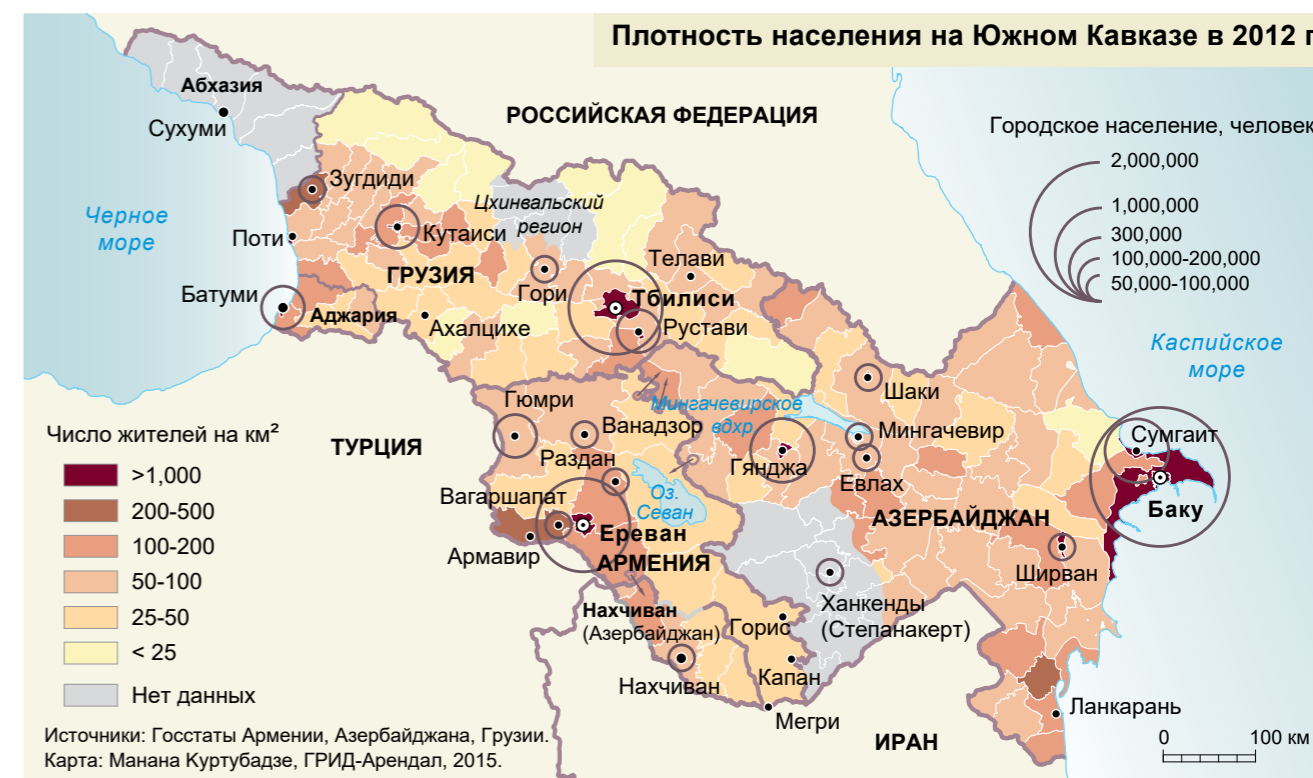 Плотность населения на Южном Кавказе в 2012 г
Абхазия
Сухуми
РОССИЙСКАЯ ФЕДЕРАЦИЯ
Городское население, человек
2,000,000
1,000,000
300,000
100,000-200,000
50,000-100,000
Черное
море
Зугдиди
Цхинвальский
регион
Поти
Кутаиси
ГРУЗИЯ
Телави
Гори
Батуми
Тбилиси
Аджария
Ахалцихе
Рустави
Каспийское
море
Шаки
Гюмри
Мингачевирское
вдхр
Число жителей на км²
>1,000
200-500
100-200
50-100
25-50
< 25
Нет данных
ТУРЦИЯ
Ванадзор
Мингачевир
Сумгаит
Раздан
Гянджа
Евлах
Вагаршапат
Оз.
Севан
АЗЕРБАЙДЖАН
Баку
Ереван
Армавир
АРМЕНИЯ
Ширван
Нахчиван
(Азербайджан)
Горис
Ханкенды
(Степанакерт)
Нахчиван
Капан
Мегри
Ланкарань
ИРАН
0
100 км
Источники: Госстаты Армении, Азербайджана, Грузии.
Карта: Манана Куртубадзе, ГРИД-Арендал, 2015.